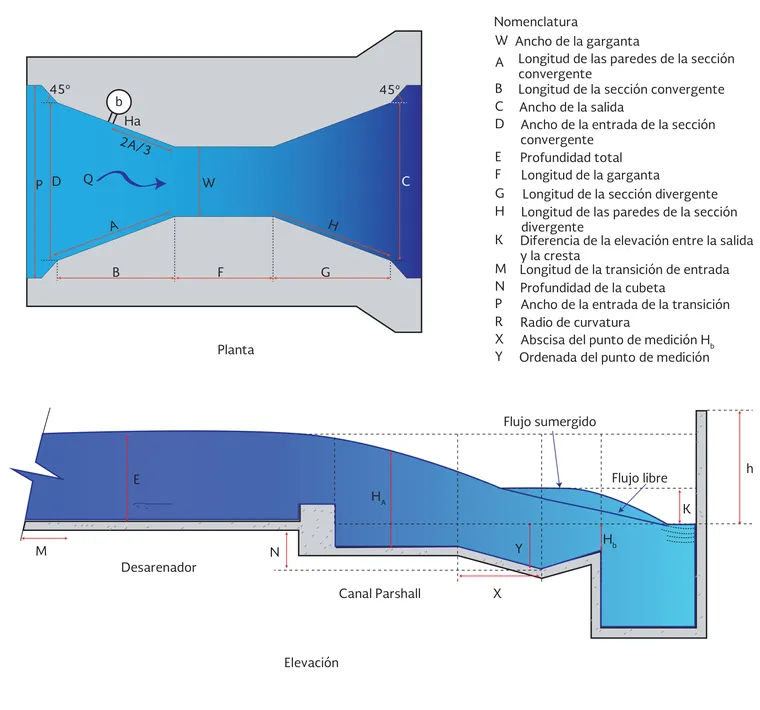 Nomenclatura
W Ancho de la garganta
A Longitud de las paredes de la sección
convergente
B Longitud de la sección convergente
C Ancho de la salida
D Ancho de la entrada de la sección
convergente
E Profundidad total
F Longitud de la garganta
G Longitud de la sección divergente
H Longitud de las paredes de la sección
divergente
K Diferencia de la elevación entre la salida
y la cresta
M Longitud de la transición de entrada
N Profundidad de la cubeta
P Ancho de la entrada de la transición
R Radio de curvatura
X Abscisa del punto de medición Hb
Y Ordenada del punto de medición
45°
45°
b
Ha
2A/3
P
D
Q
W
C
A
H
B
F
G
Planta
Flujo sumergido
h
Flujo libre
E
HA
K
Y
Hb
M
N
Desarenador
Canal Parshall
X
Elevación